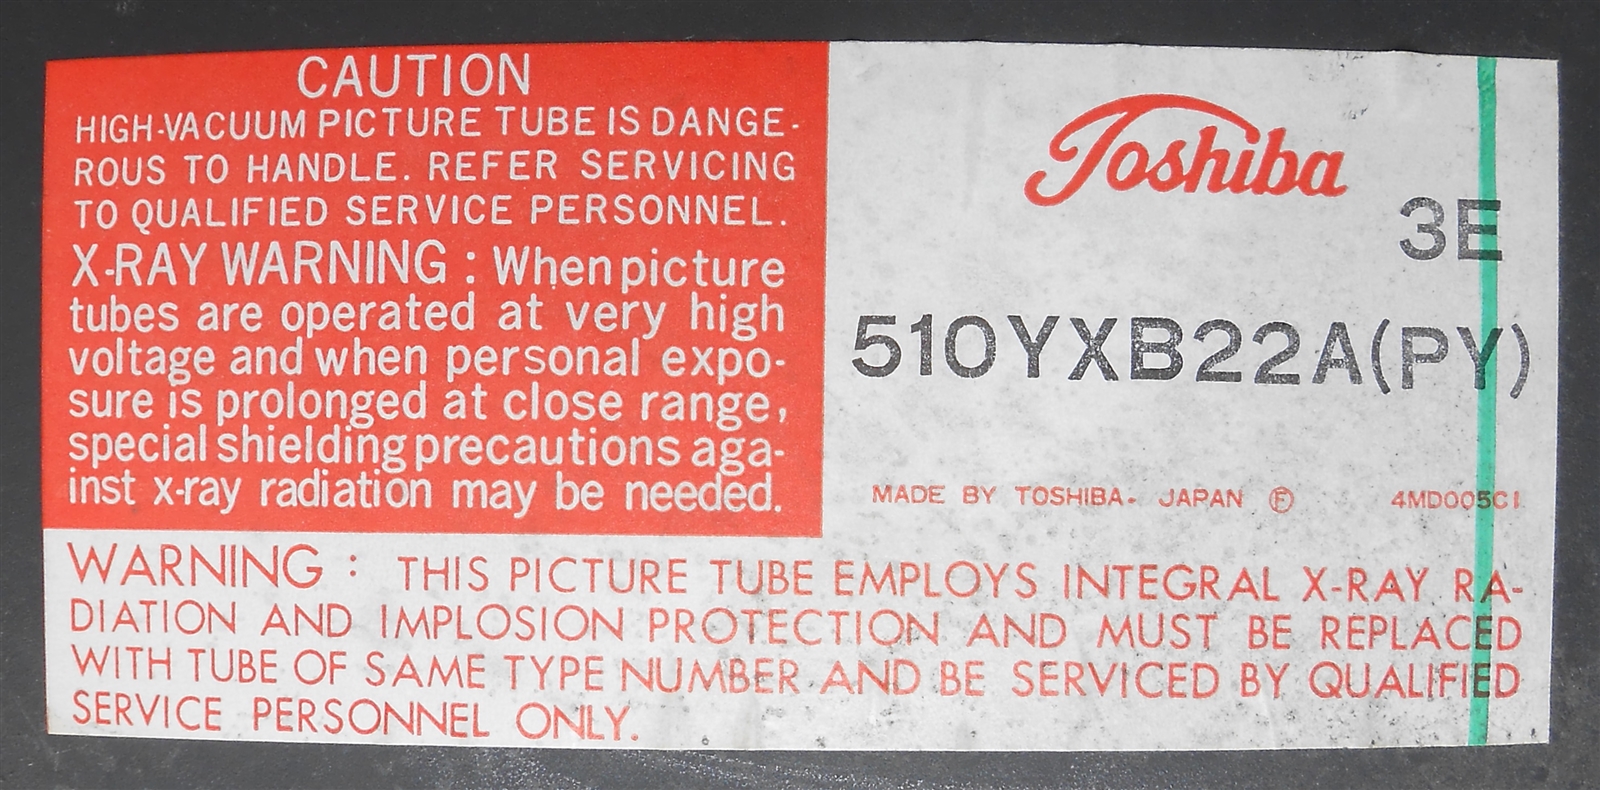 CAUTION
HIGH-VACUUM PICTURE TUBE IS DANGE-
ROUS TO HANDLE. REFER SERVICING
TO QUALIFIED SERVICE PERSONNEL.
X-RAY WARNING : When picture
tubes are operated at very high
voltage and when personal expo-
sure is prolonged at close range,
special shielding precautions aga-
inst x-ray radiation may be needed.
Toshiba
3E
510YXB22A(PY)
MADE BY TOSHIBA- JAPAN Ⓕ 4MD005C1
WARNING : THIS PICTURE TUBE EMPLOYS INTEGRAL X-RAY RA-
DIATION AND IMPLOSION PROTECTION AND MUST BE REPLACED
WITH TUBE OF SAME TYPE NUMBER AND BE SERVICED BY QUALIFIED
SERVICE PERSONNEL ONLY.